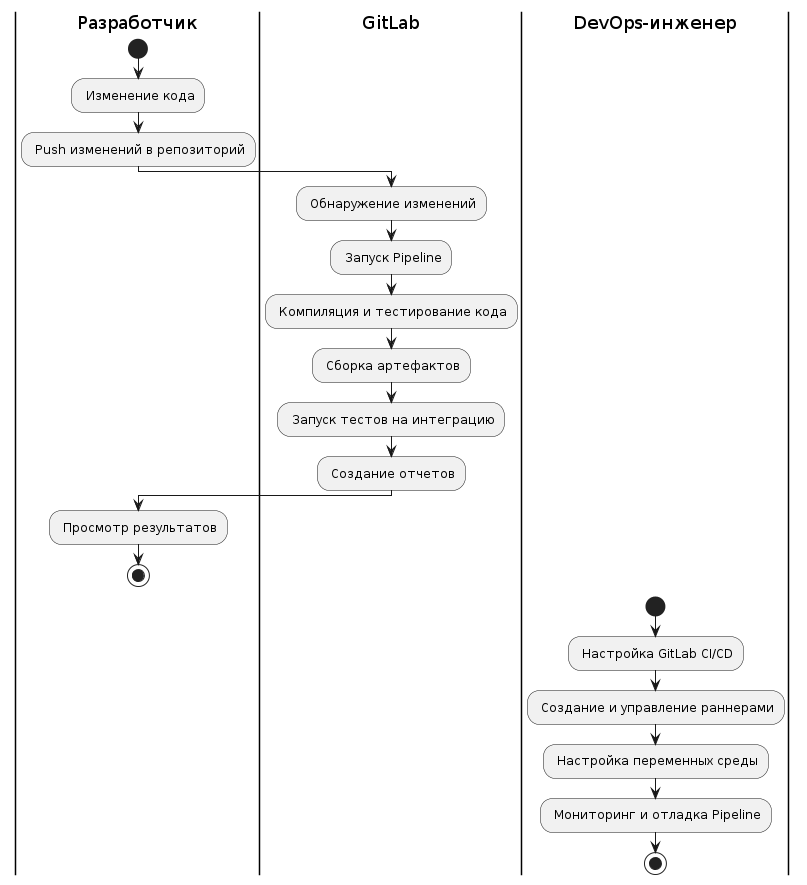 Разработчик
GitLab
DevOps-инженер
Изменение кода
Push изменений в репозиторий
Обнаружение изменений
Запуск Pipeline
Компиляция и тестирование кода
Сборка артефактов
Запуск тестов на интеграцию
Создание отчетов
Просмотр результатов
Настройка GitLab CI/CD
Создание и управление раннерами
Настройка переменных среды
Мониторинг и отладка Pipeline